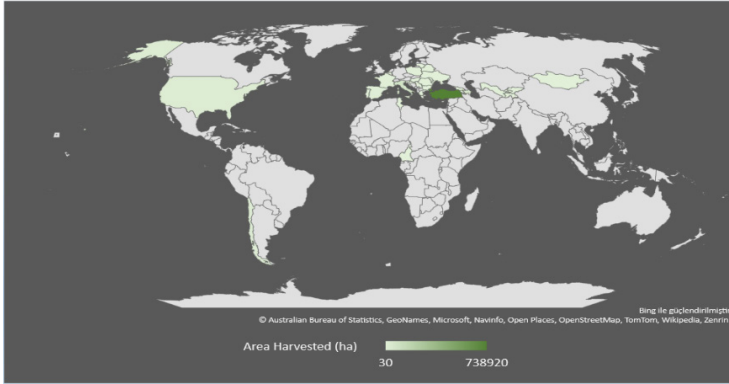 Bing ile güçlendirilmiştir
© Australian Bureau of Statistics, GeoNames, Microsoft, Navinfo, Open Places, OpenStreetMap, TomTom, Wikipedia, Zenrin
Area Harvested (ha)
30 738920